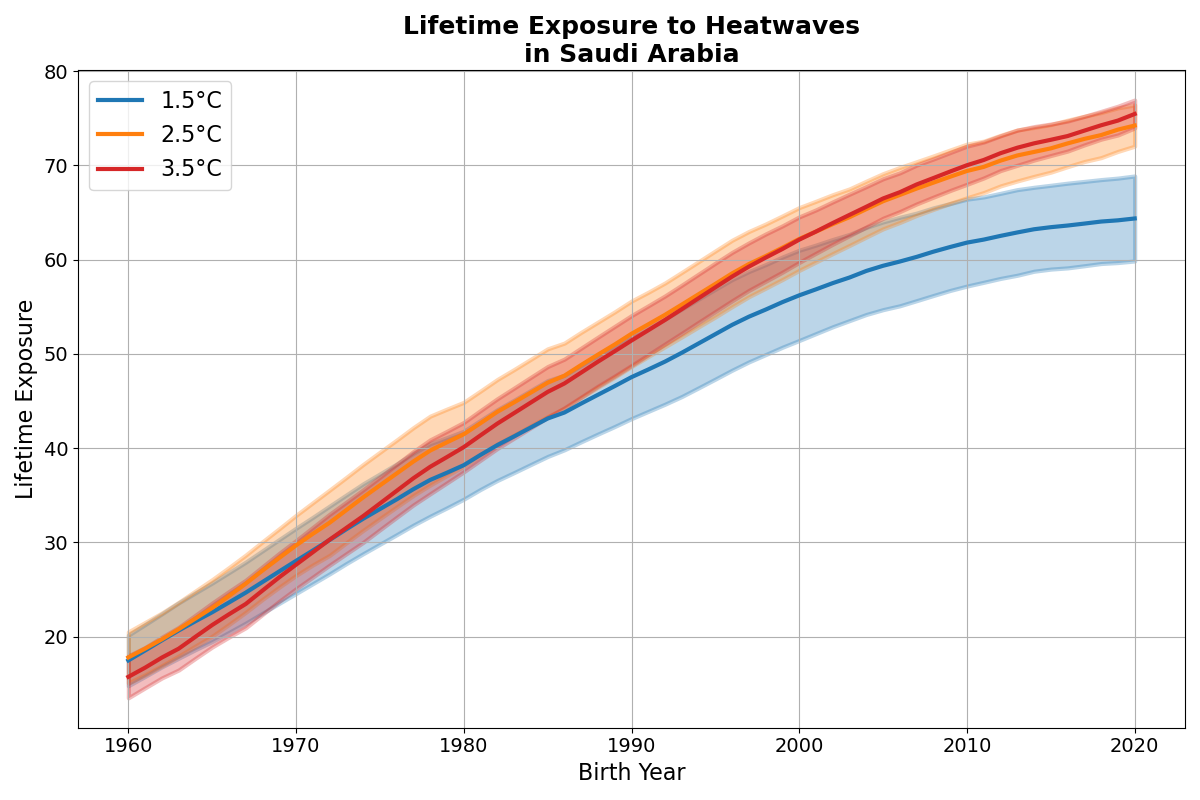 Lifetime Exposure to Heatwaves
in Saudi Arabia
80
70
60
50
40
30
20
Lifetime Exposure
1.5°C
2.5°C
3.5°C
1960 1970 1980 1990 2000 2010 2020
Birth Year